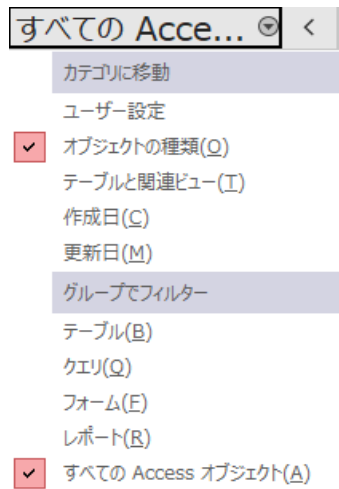 すべての Acce...
カテゴリに移動
ユーザー設定
オブジェクトの種類(O)
テーブルと関連ビュー(T)
作成日(C)
更新日(M)
グループでフィルター
テーブル(B)
クエリ(Q)
フォーム(F)
レポート(R)
すべての Access オブジェクト(A)